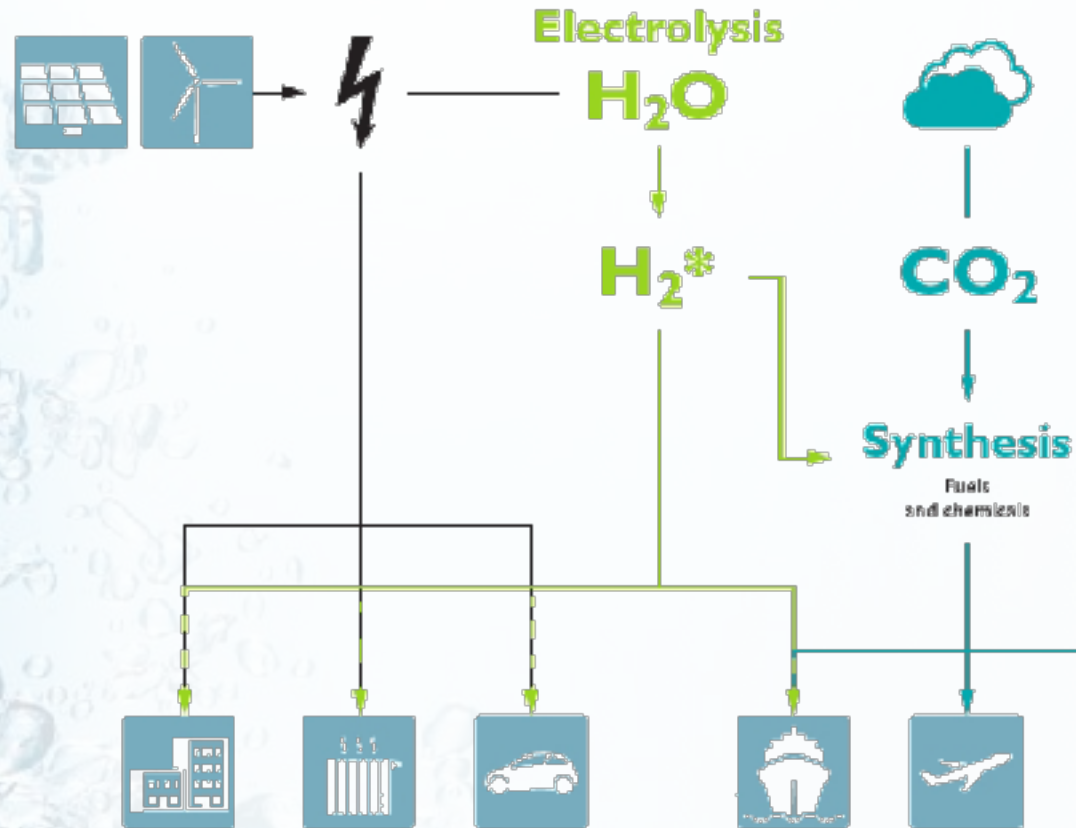 Electrolysis
H₂O
H₂*
CO₂
Synthesis
Fuels
and chemicals